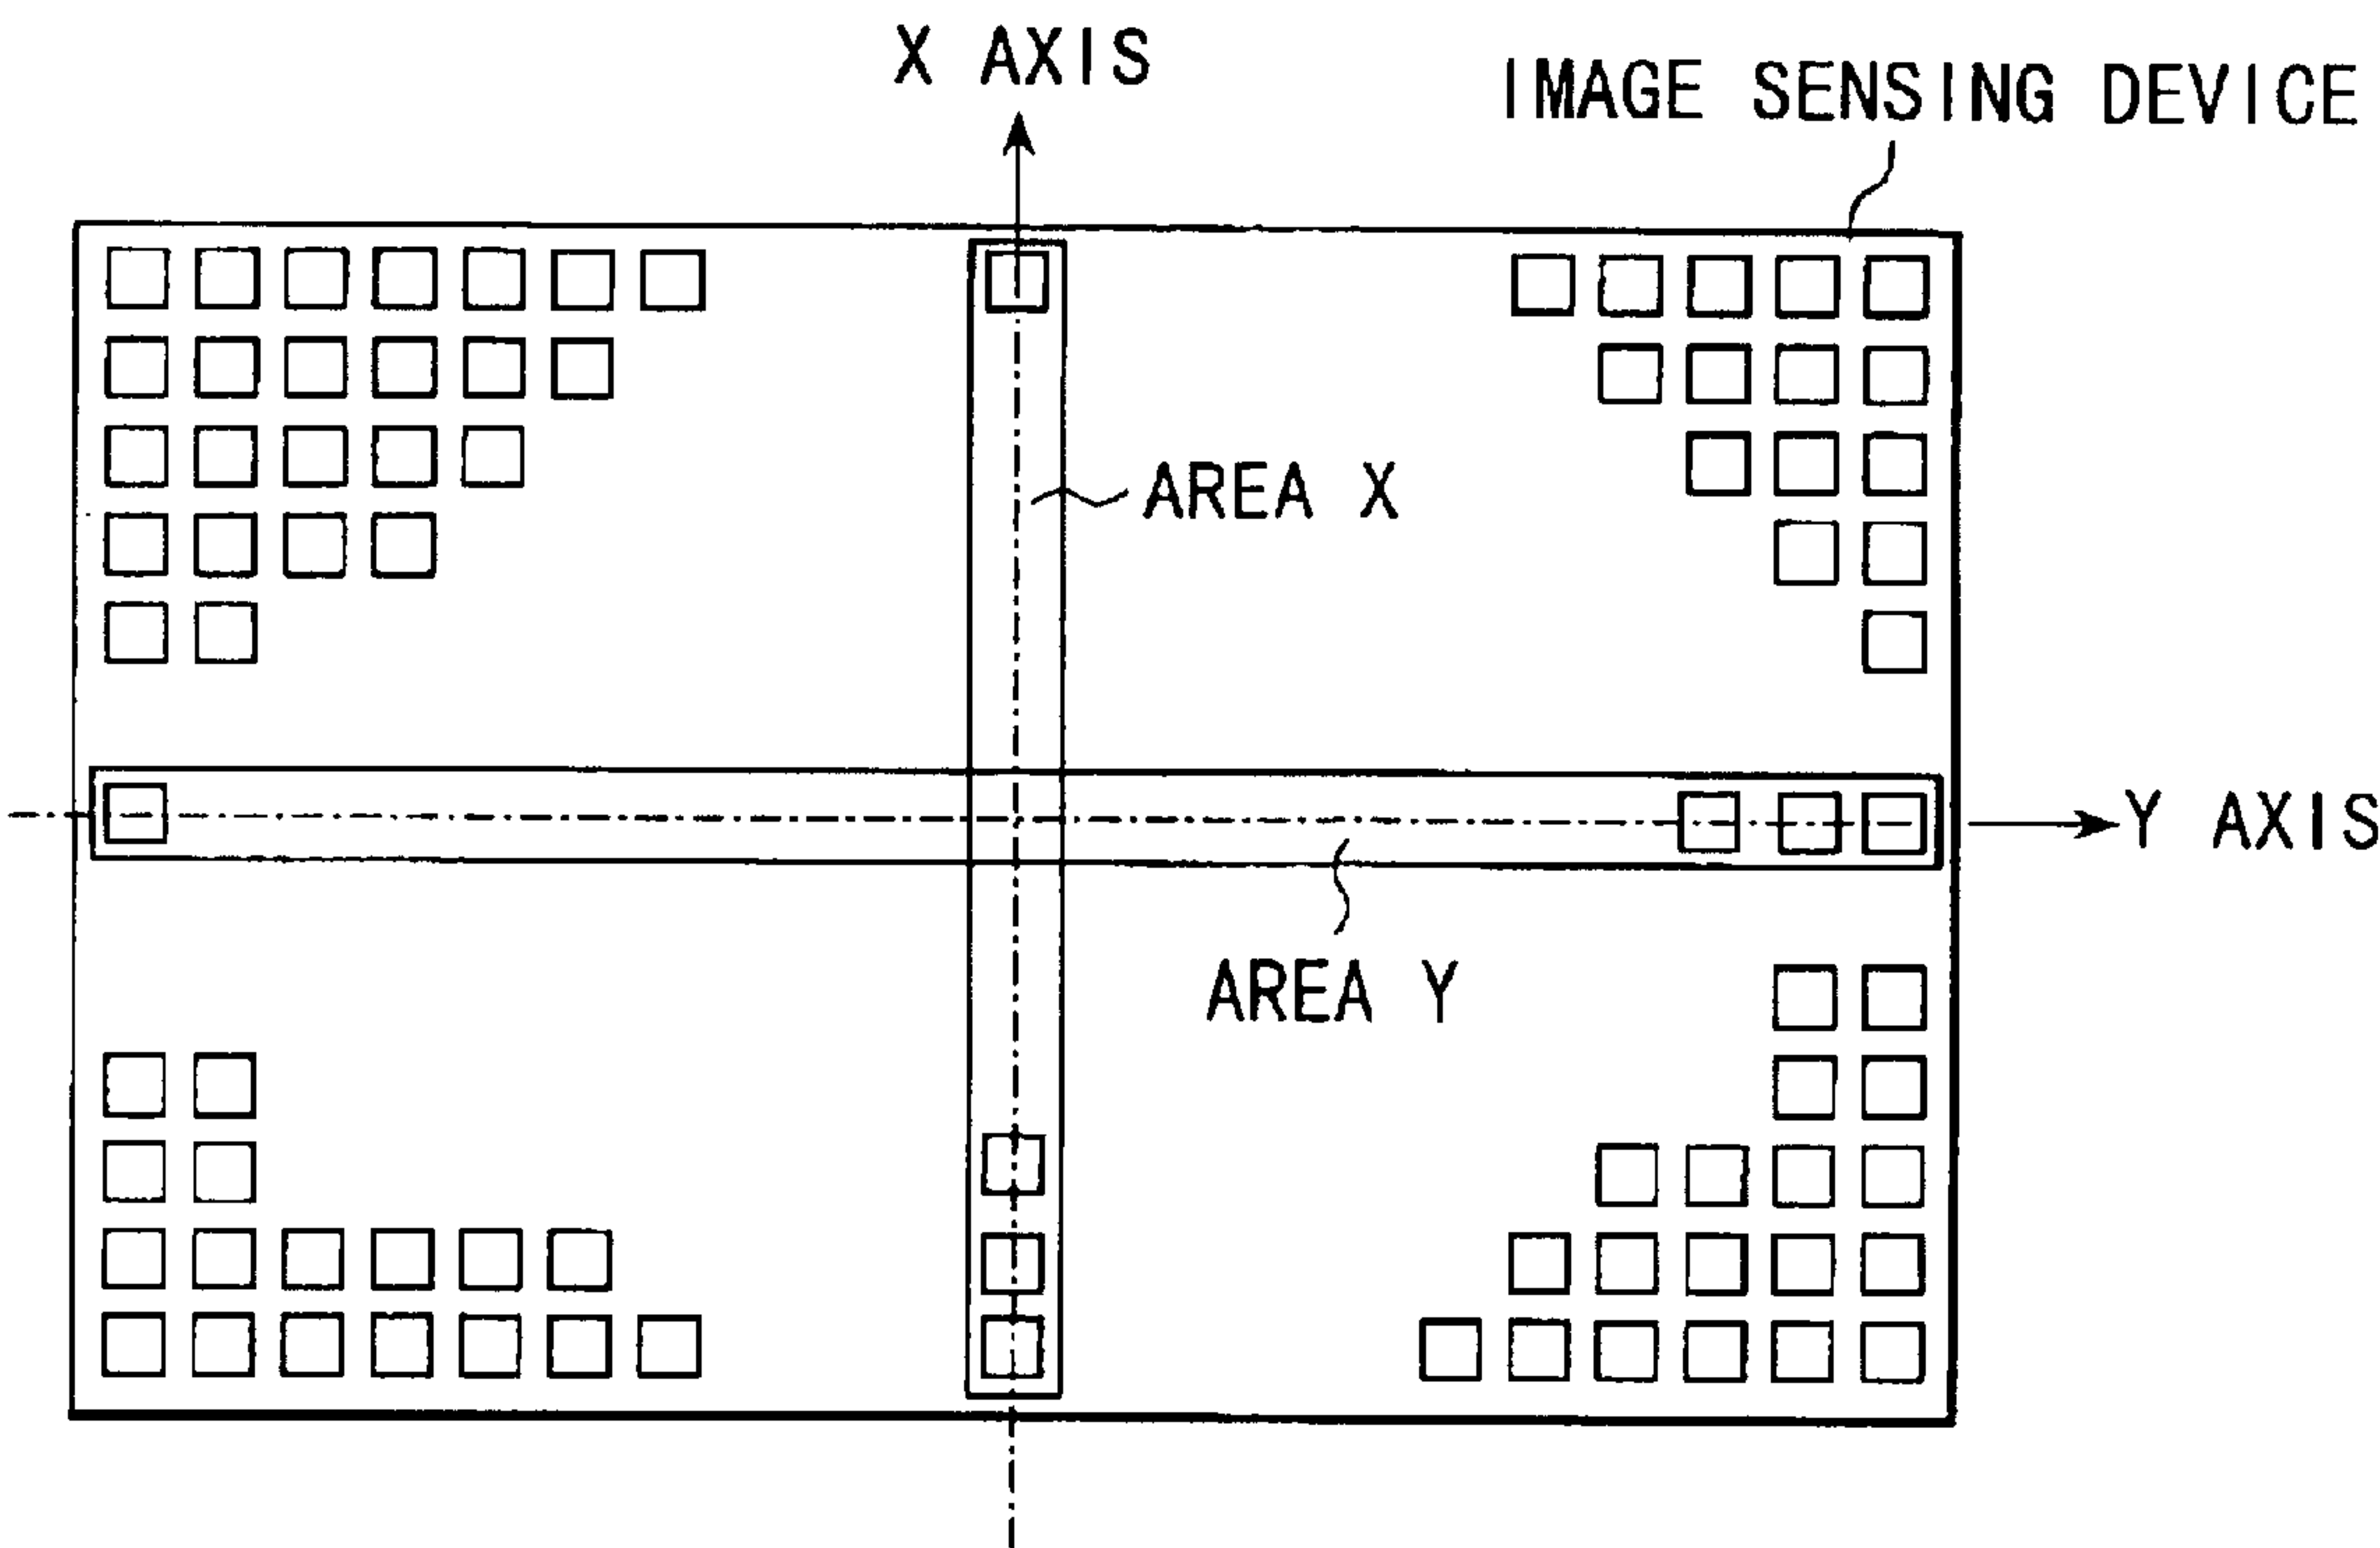 X AXIS
IMAGE SENSING DEVICE
AREA X
Y AXIS
AREA Y